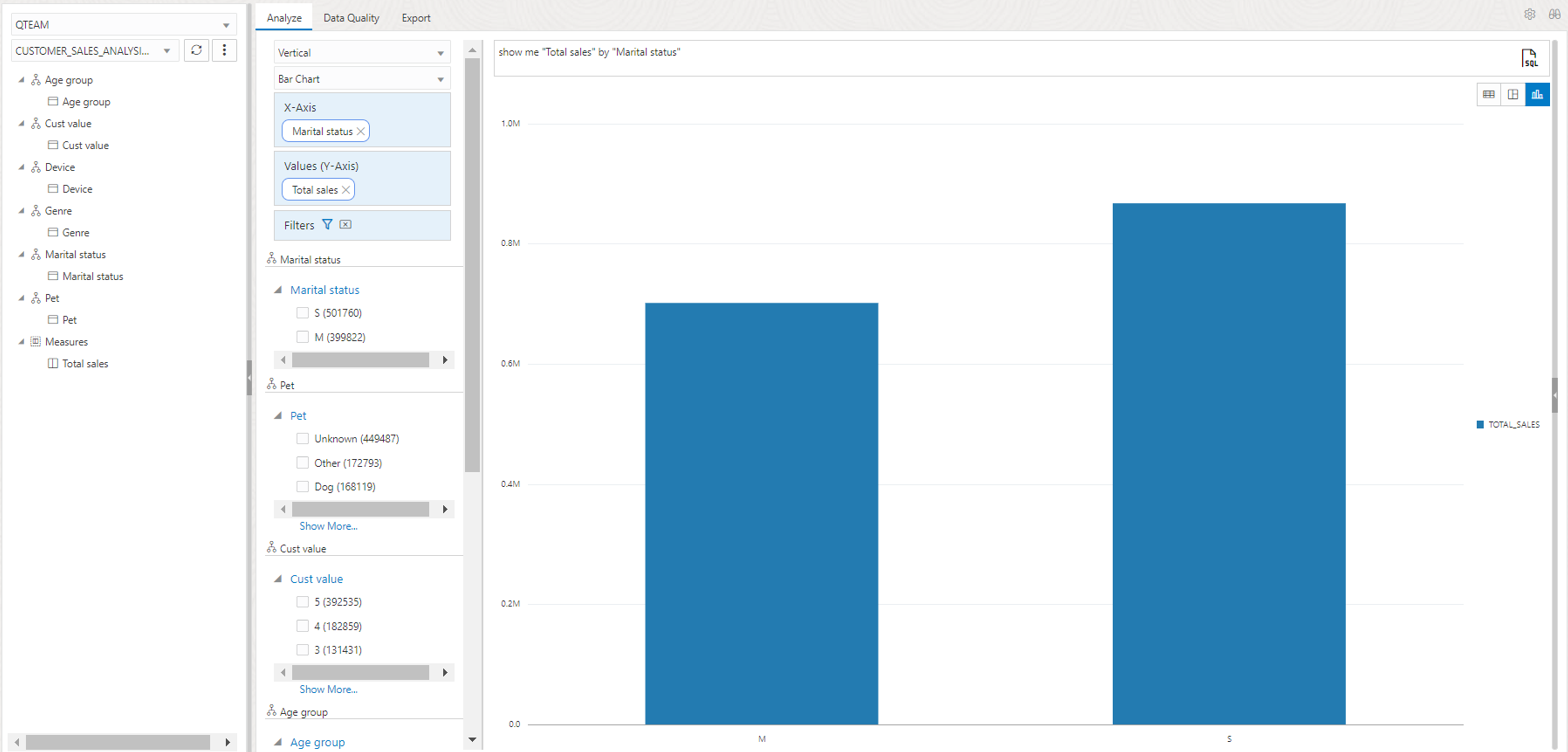 QTEAM
CUSTOMER_SALES_ANALYSI...
Age group
Age group
Cust value
Cust value
Device
Device
Genre
Genre
Marital status
Marital status
Pet
Pet
Measures
Total sales
Analyze Data Quality Export
Vertical
Bar Chart
X-Axis
Marital status
Values (Y-Axis)
Total sales
Filters
Marital status
Marital status
S (501760)
M (399822)
Pet
Pet
Unknown (449487)
Other (172793)
Dog (168119)
Show More...
Cust value
Cust value
5 (392535)
4 (182859)
3 (131431)
Show More...
Age group
Age group
show me "Total sales" by "Marital status"
SQL
1.0M
0.8M
0.6M
0.4M
0.2M
0.0
M S
TOTAL_SALES